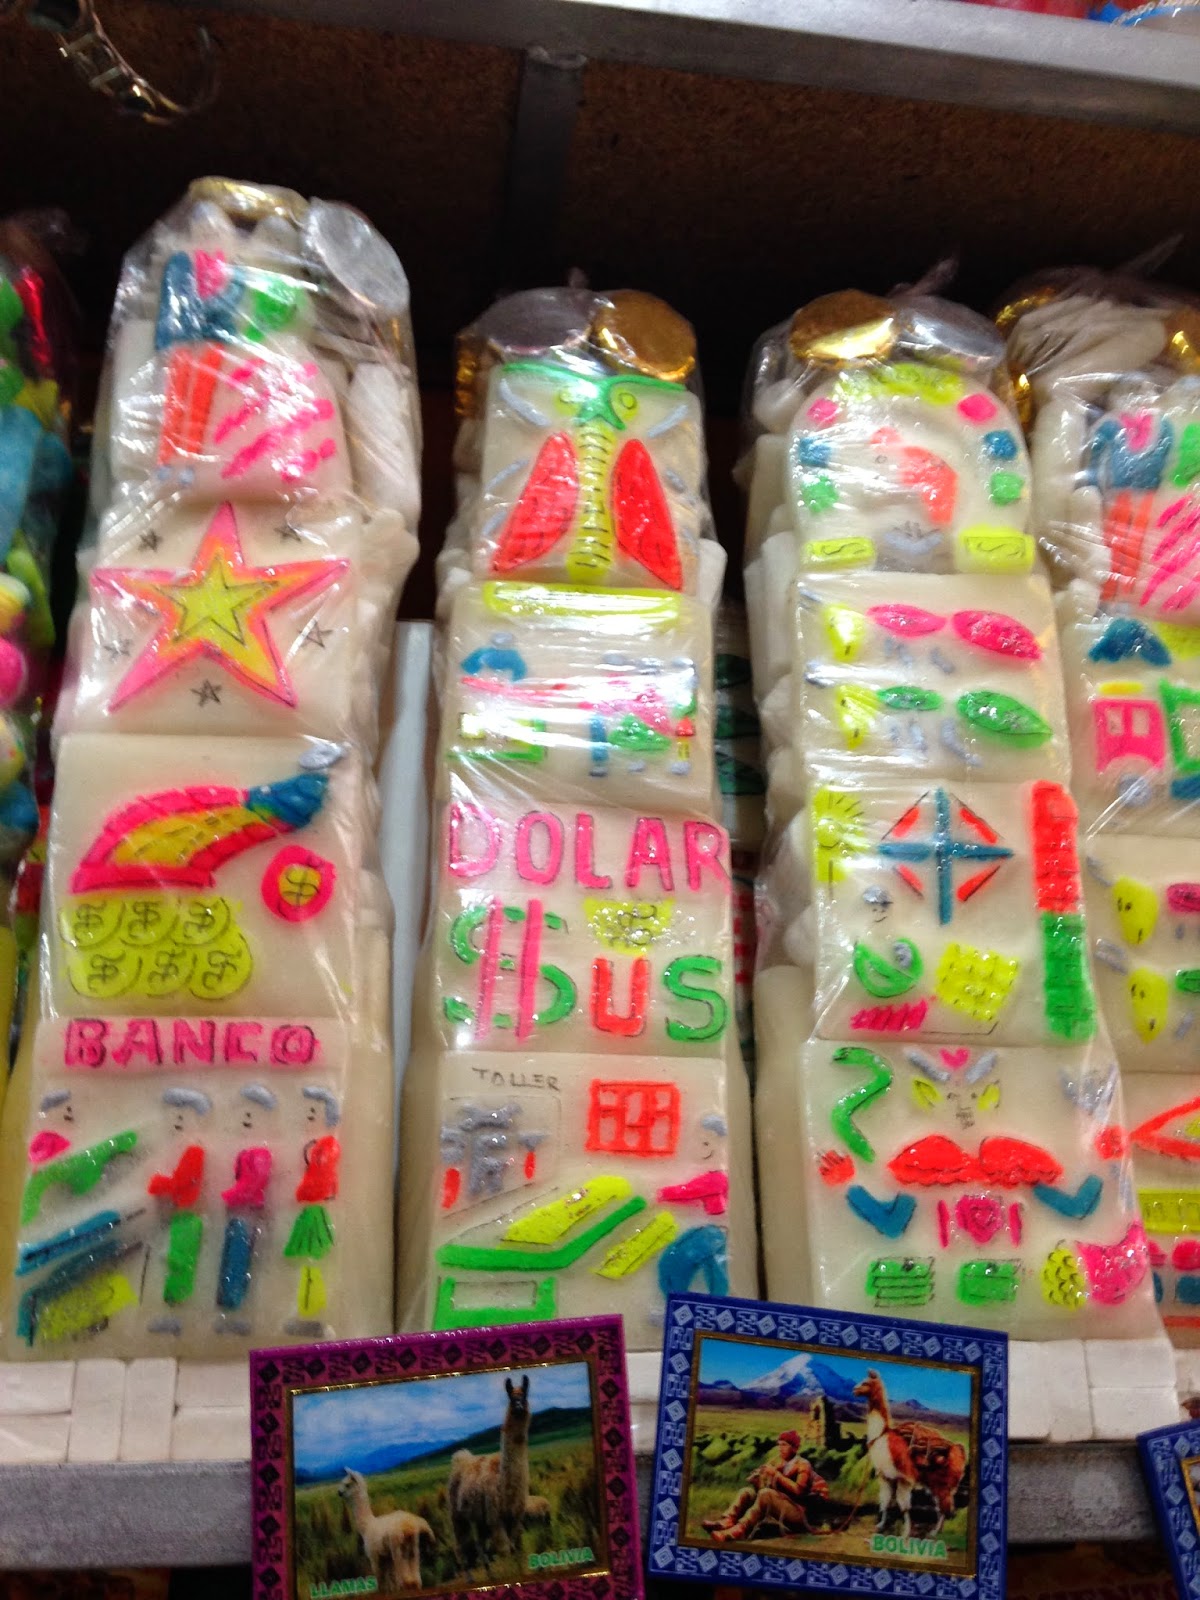 BANCO
$
$ $ $
$ $ $
DOLAR
$US
TALLER
$ $
LLAMAS
BOLIVIA
BOLIVIA